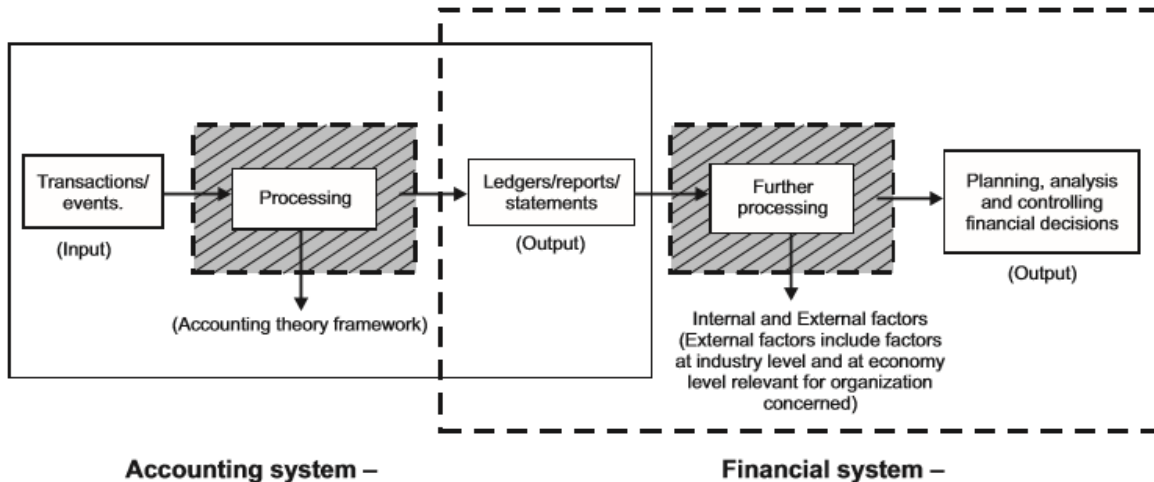 Transactions/
events.
(Input)
Processing
(Accounting theory framework)
Ledgers/reports/
statements
(Output)
Further
processing
Internal and External factors
(External factors include factors
at industry level and at economy
level relevant for organization
concerned)
Planning, analysis
and controlling
financial decisions
(Output)
Accounting system –
Financial system –